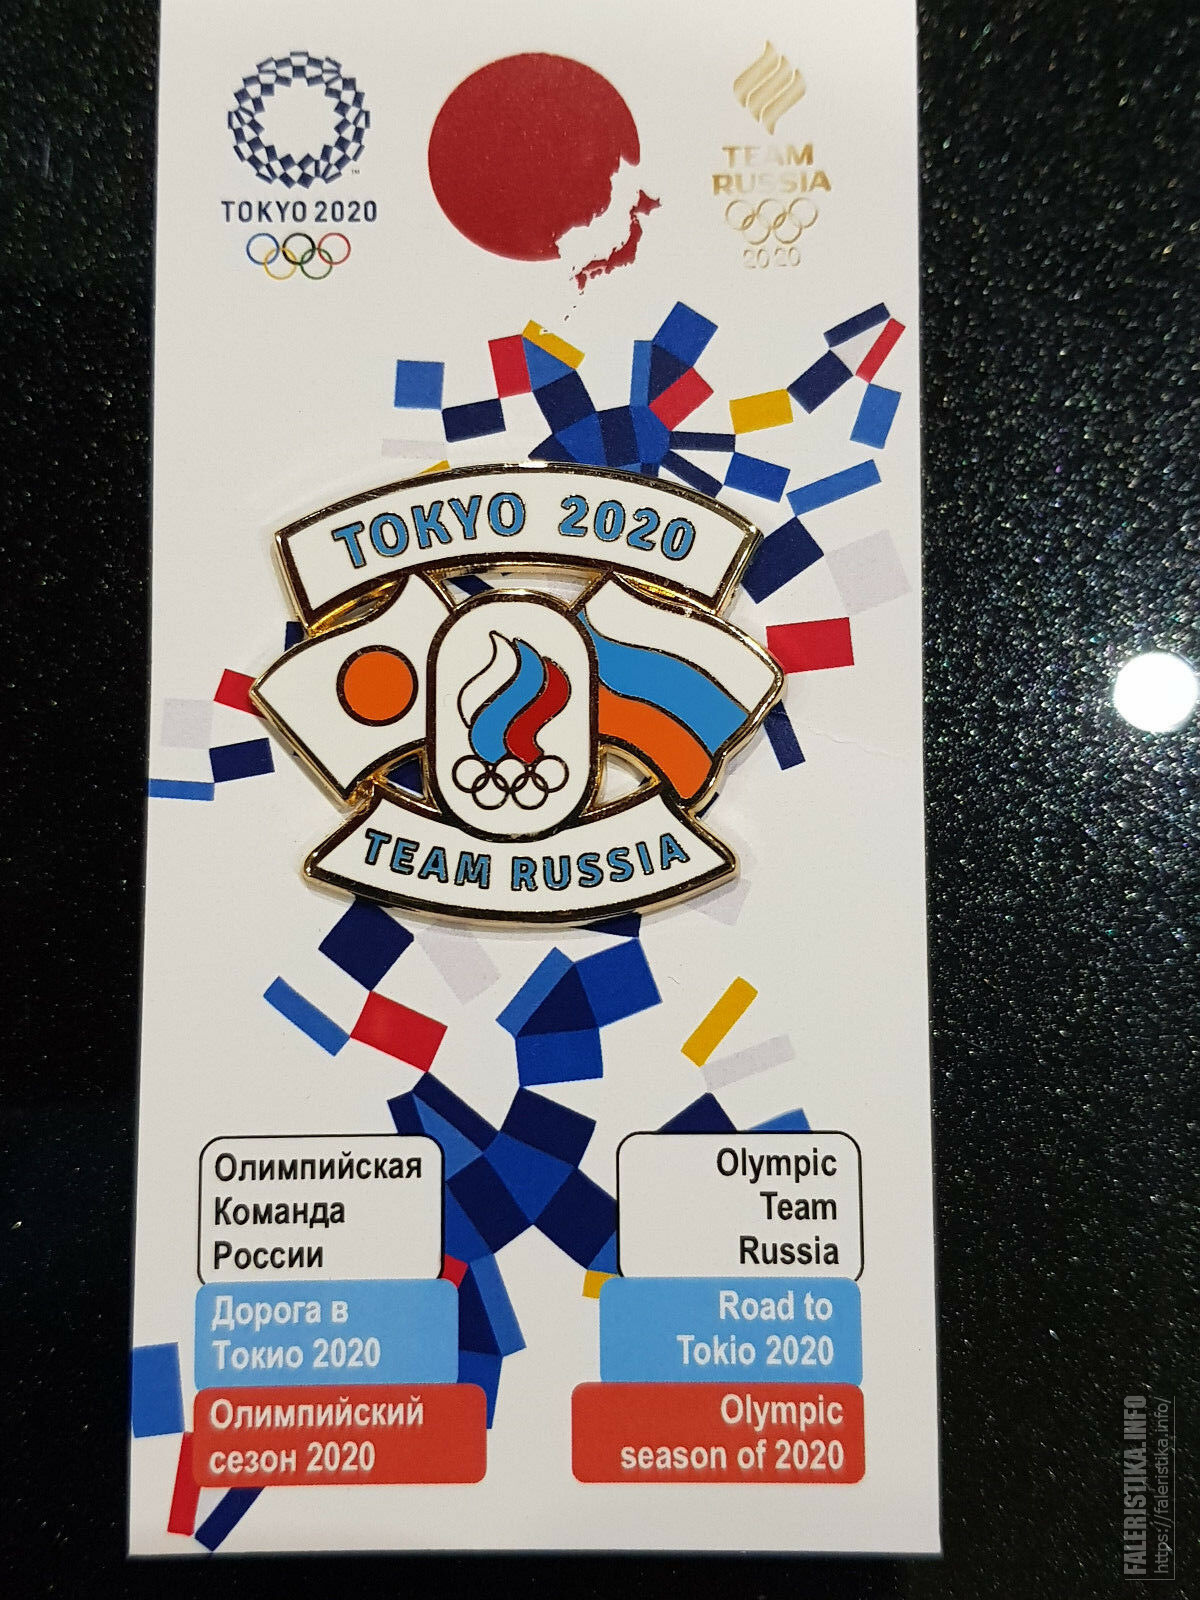 TOKYO 2020
TEAM
RUSSIA
2020
TOKYO 2020
TEAM RUSSIA
Олимпийская
Команда
России
Дорога в
Токио 2020
Олимпийский
сезон 2020
Olympic
Team
Russia
Road to
Tokio 2020
Olympic
season of 2020
FALERISTIKA.INFO
https://faleristika.info/